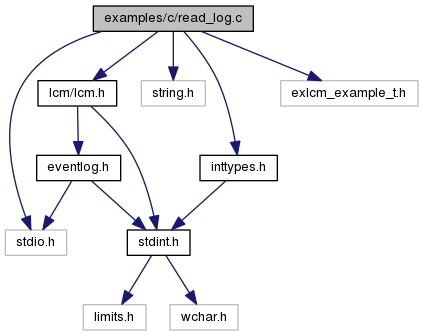 examples/c/read_log.c
lcm/lcm.h
string.h
exlcm_example_t.h
eventlog.h
inttypes.h
stdio.h
stdint.h
limits.h
wchar.h